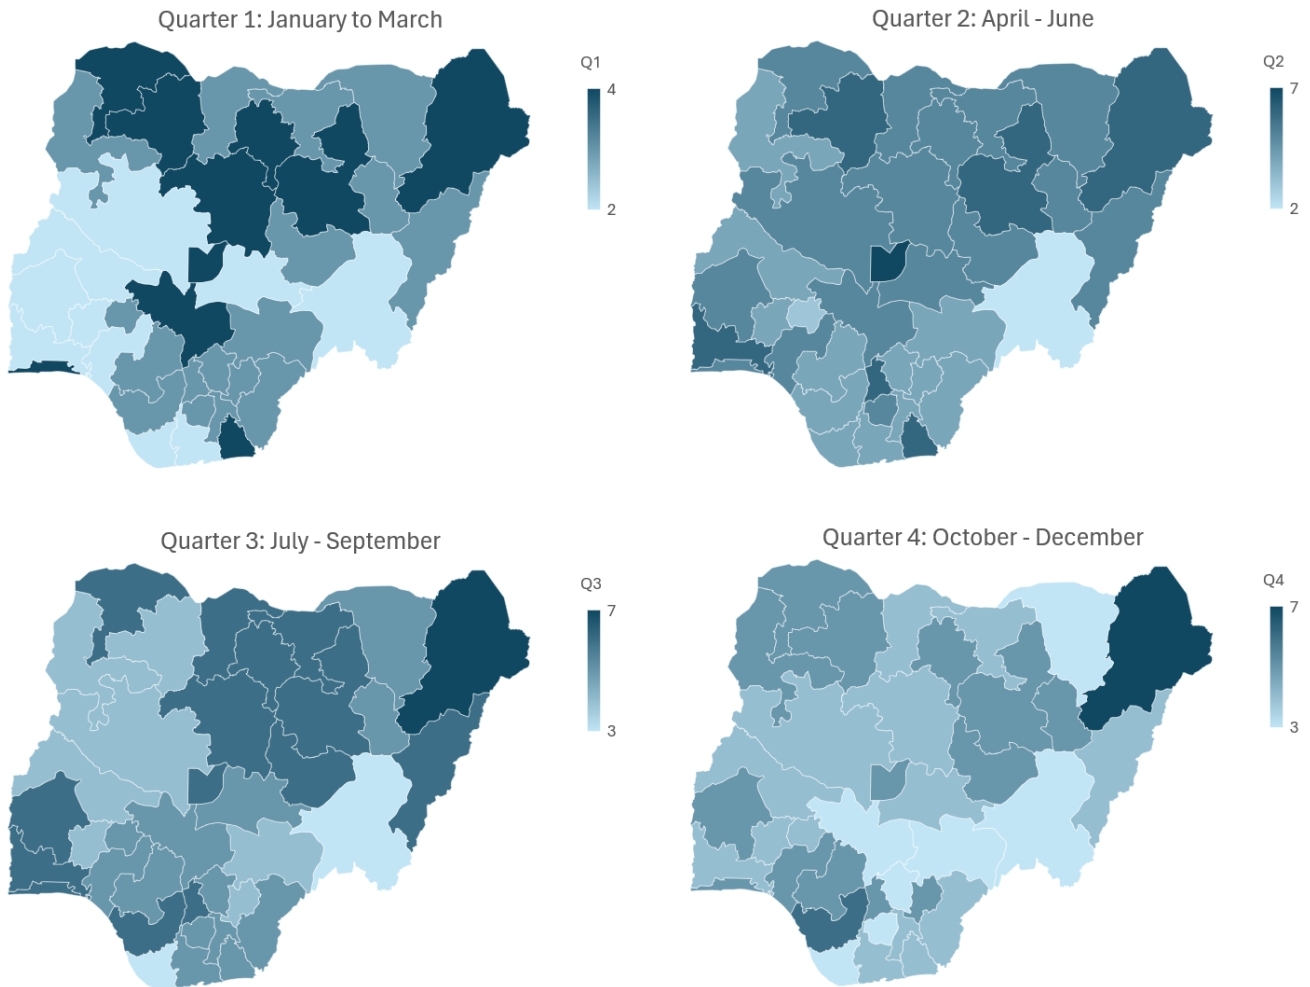 Quarter 1: January to March
Q1
4
2
Quarter 2: April - June
Q2
7
2
Quarter 3: July - September
Q3
7
3
Quarter 4: October - December
Q4
7
3